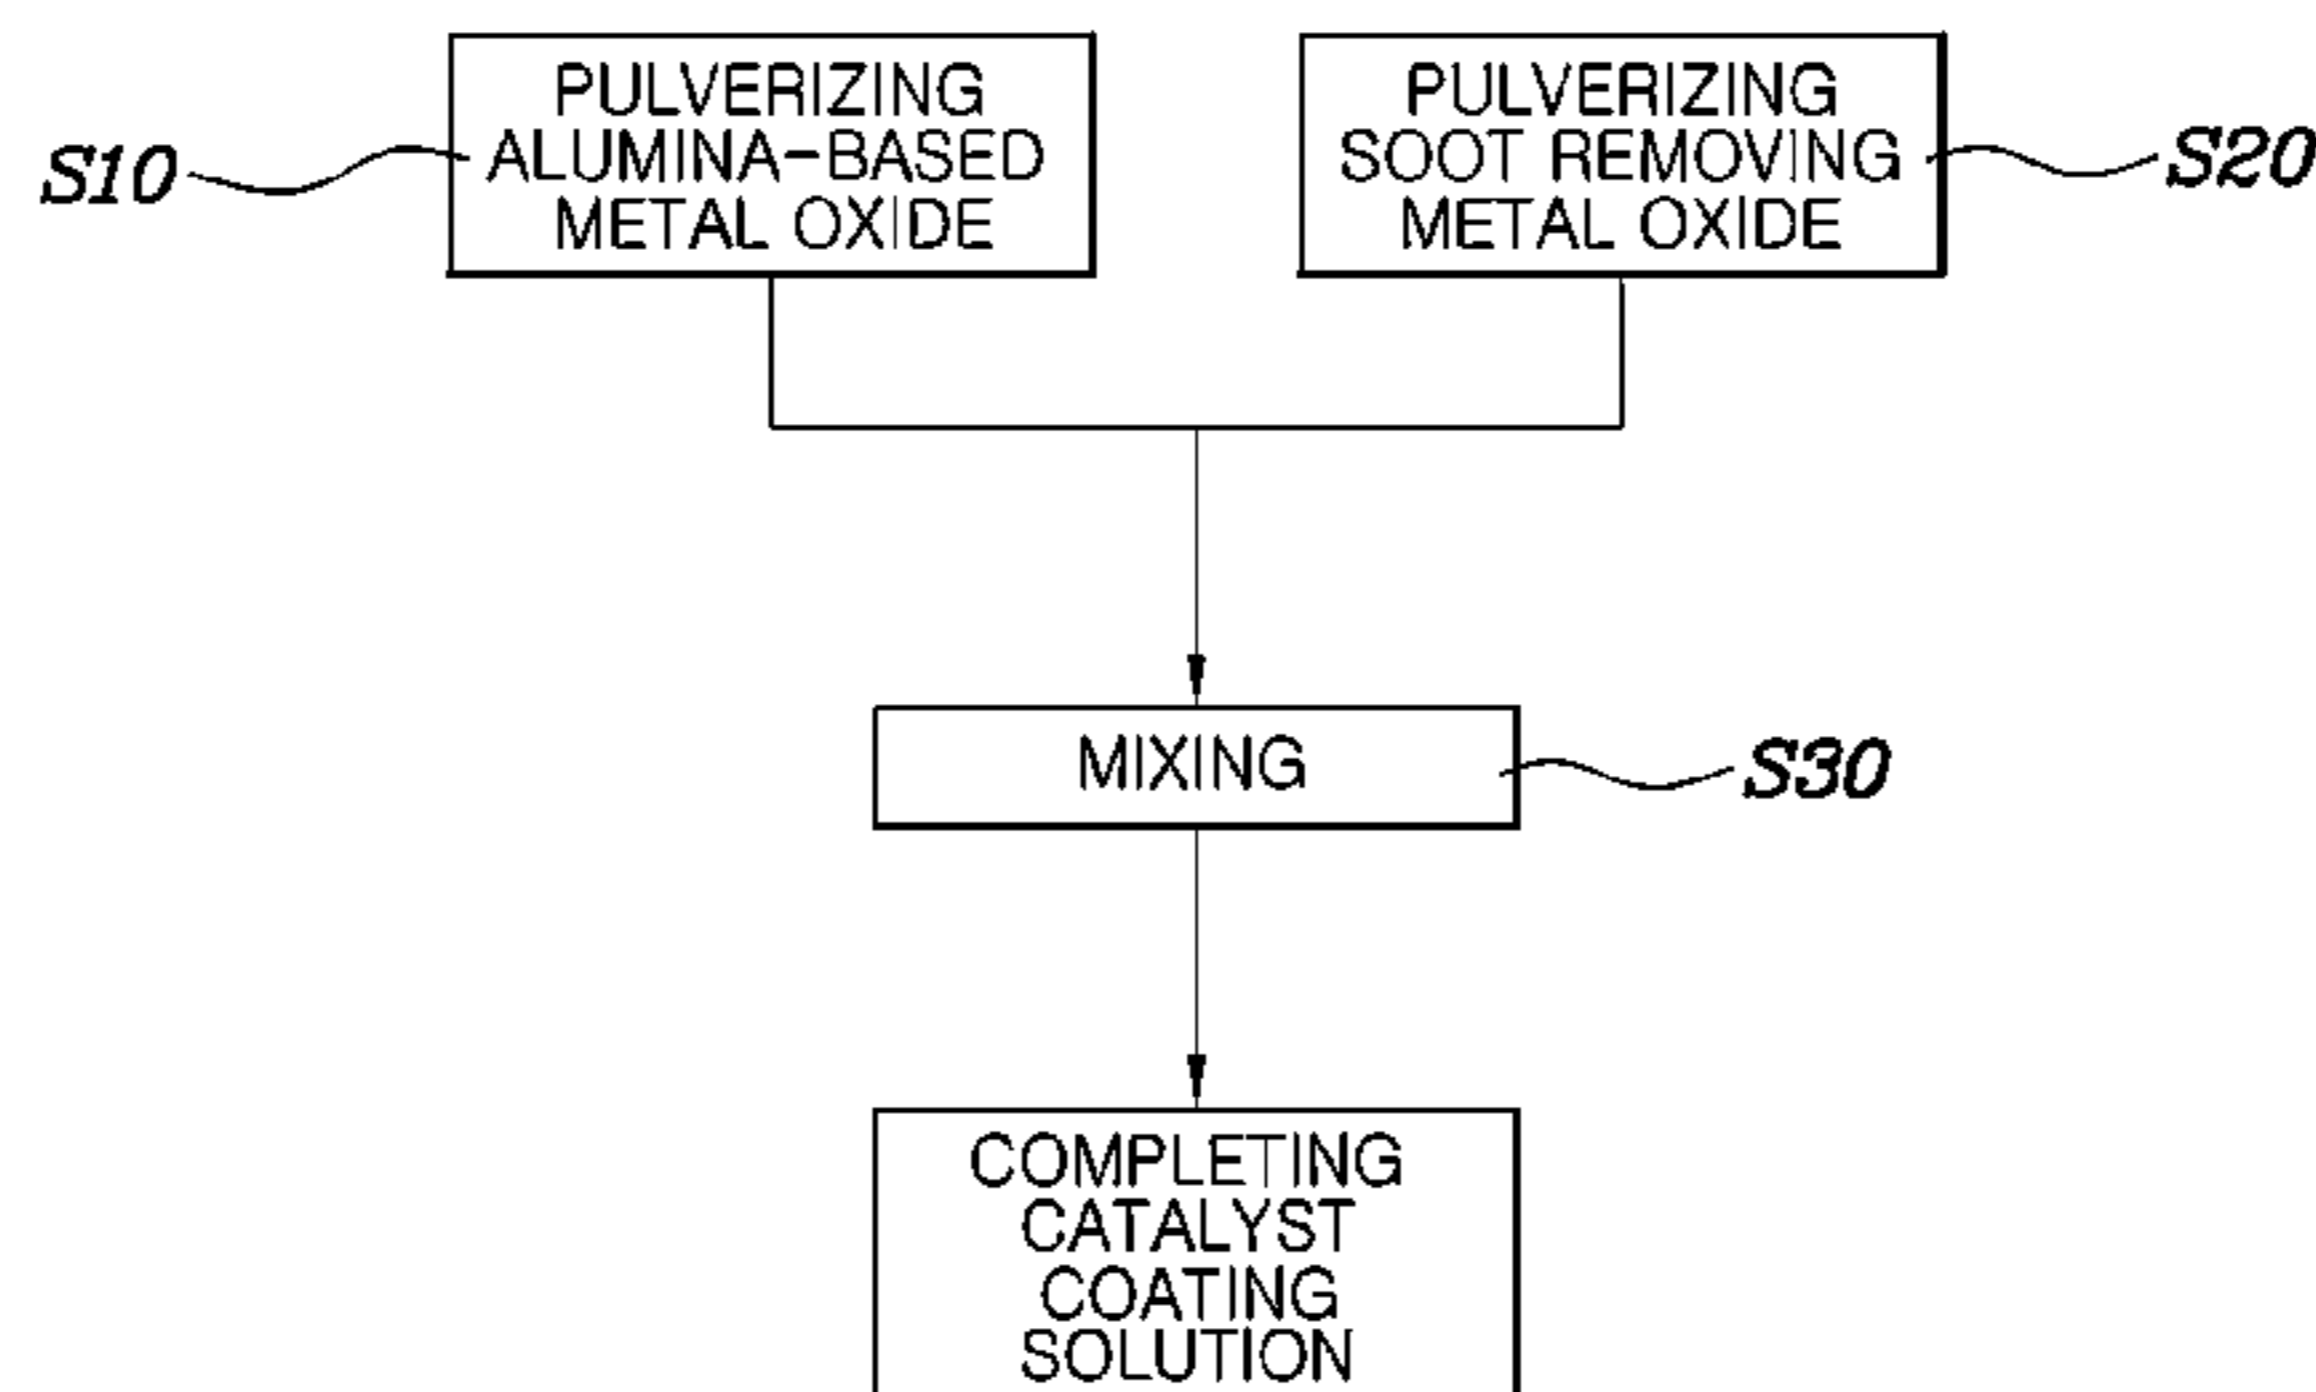 PULVERIZING
ALUMINA-BASED
METAL OXIDE
S10
PULVERIZING
SOOT REMOVING
METAL OXIDE
S20
MIXING
S30
COMPLETING
CATALYST
COATING
SOLUTION